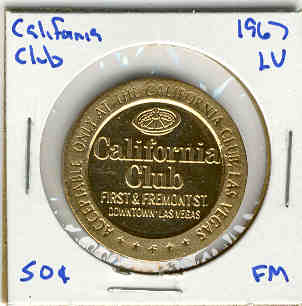 California
Club
1967
LV
ACCEPTABLE ONLY AT THE CALIFORNIA CLUB, LAS VEGAS
California
Club
FIRST & FREMONT ST.
DOWNTOWN · LAS VEGAS
50¢
FM